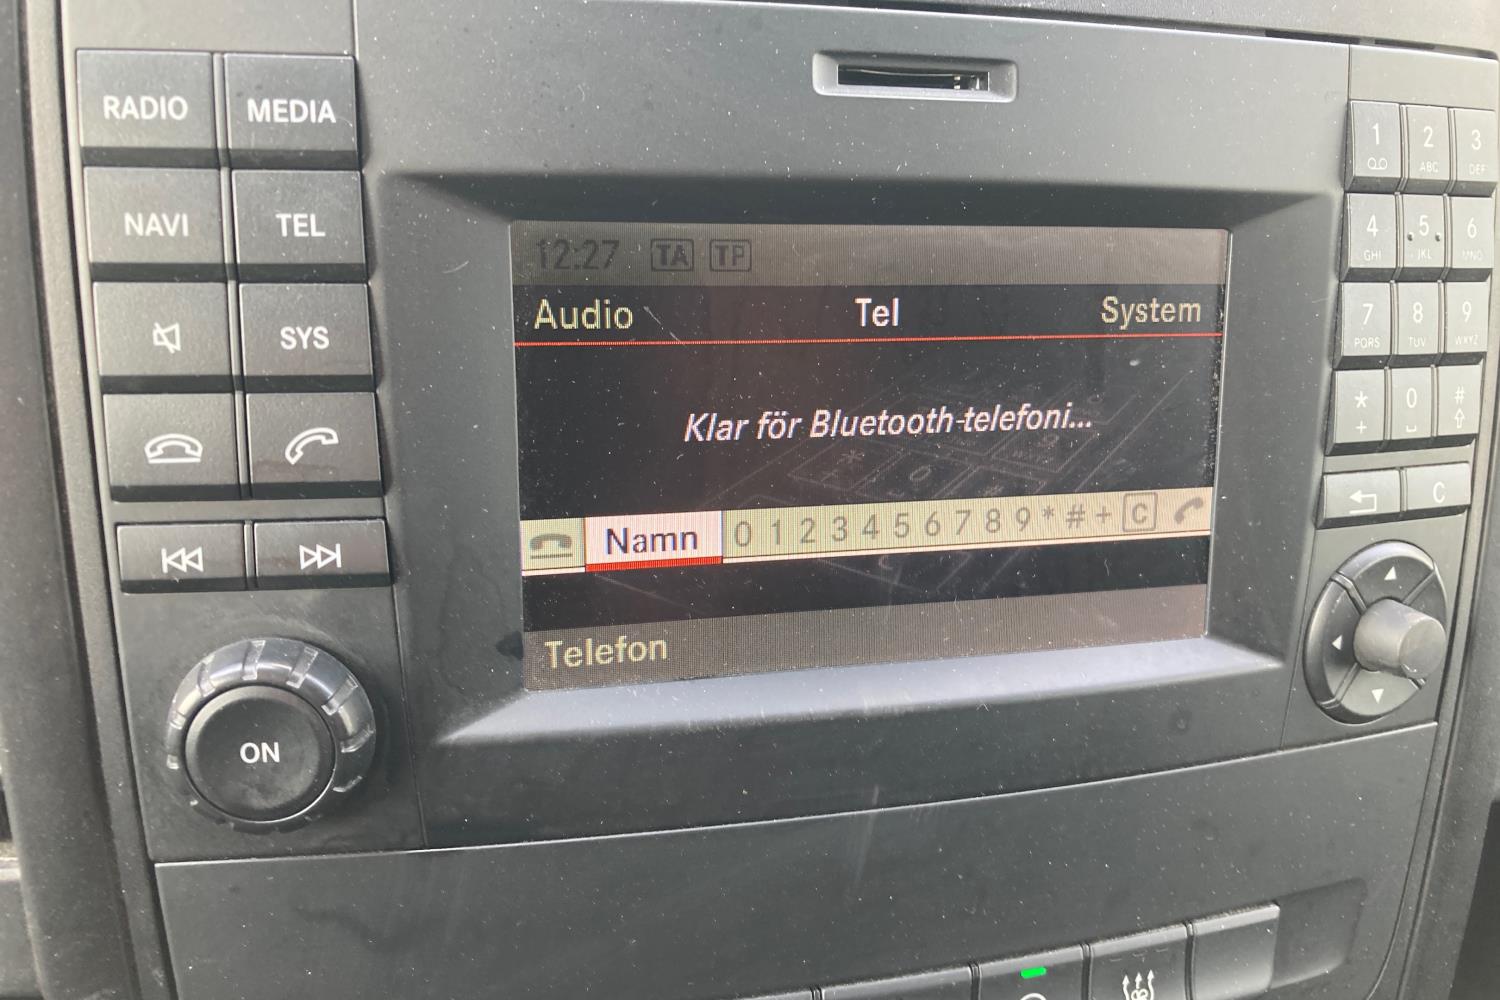 RADIO MEDIA
NAVI TEL
SYS
ON
12:27 TA TP
Audio Tel System
Klar för Bluetooth-telefoni...
Namn 0 1 2 3 4 5 6 7 8 9 * # + C
Telefon
1 2 3
ABC DEF
4 5 6
GHI JKL MNO
7 8 9
PQRS TUV WXYZ
* 0 #
+
C